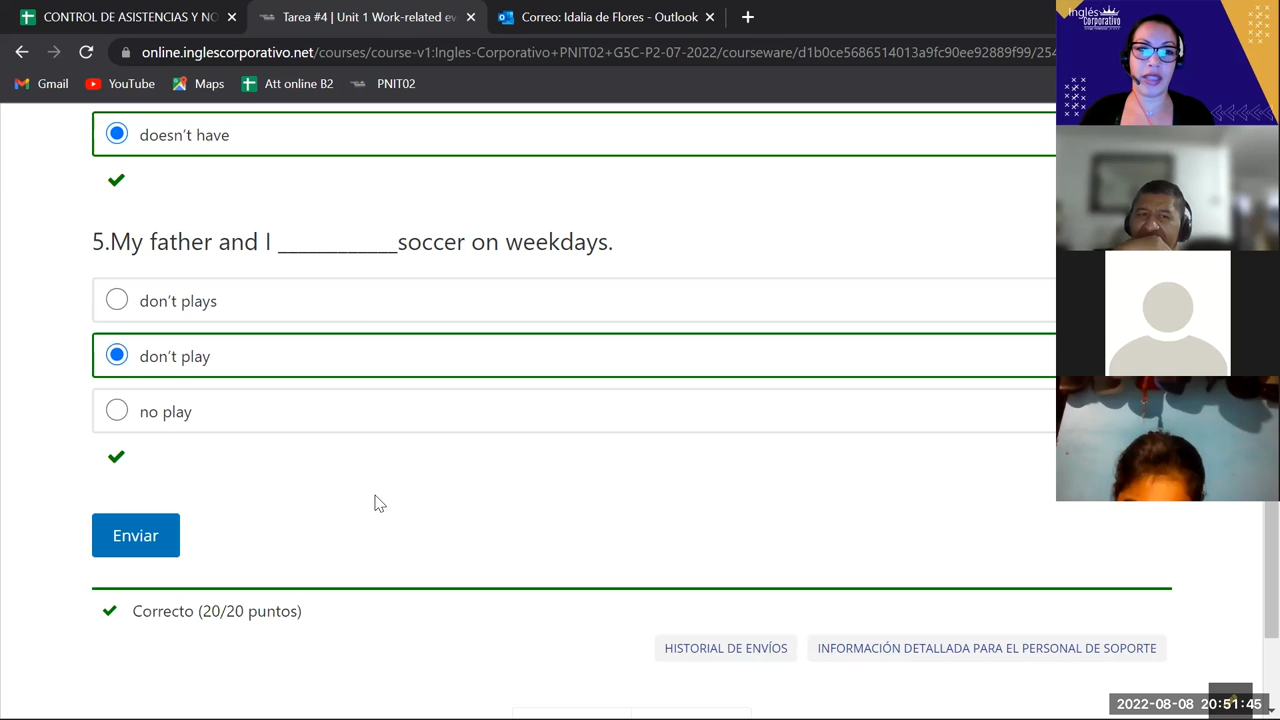 CONTROL DE ASISTENCIAS Y NO
Tarea #4 | Unit 1: Automated ev
Correo: Idalia de Flores - Outlook
online.inglescorporativo.net/courses/course-v1:Ingles-Corporativo+PNIT02+G5C-P2-07-2022/courseware/d1b0ce5686514013a9fc90ee92889f99/254
Gmail
YouTube
Maps
Att online B2
PNIT02
Inglés
Corporativo
doesn't have
5.My father and I ____________soccer on weekdays.
don't plays
don't play
no play
Enviar
Correcto (20/20 puntos)
HISTORIAL DE ENVÍOS
INFORMACIÓN DETALLADA PARA EL PERSONAL DE SOPORTE
2022-08-08 20:51:45